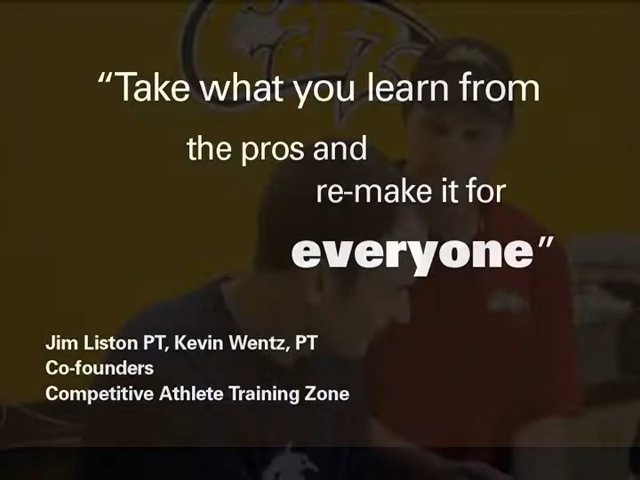 “Take what you learn from
the pros and
re-make it for
everyone”
Jim Liston PT, Kevin Wentz, PT
Co-founders
Competitive Athlete Training Zone